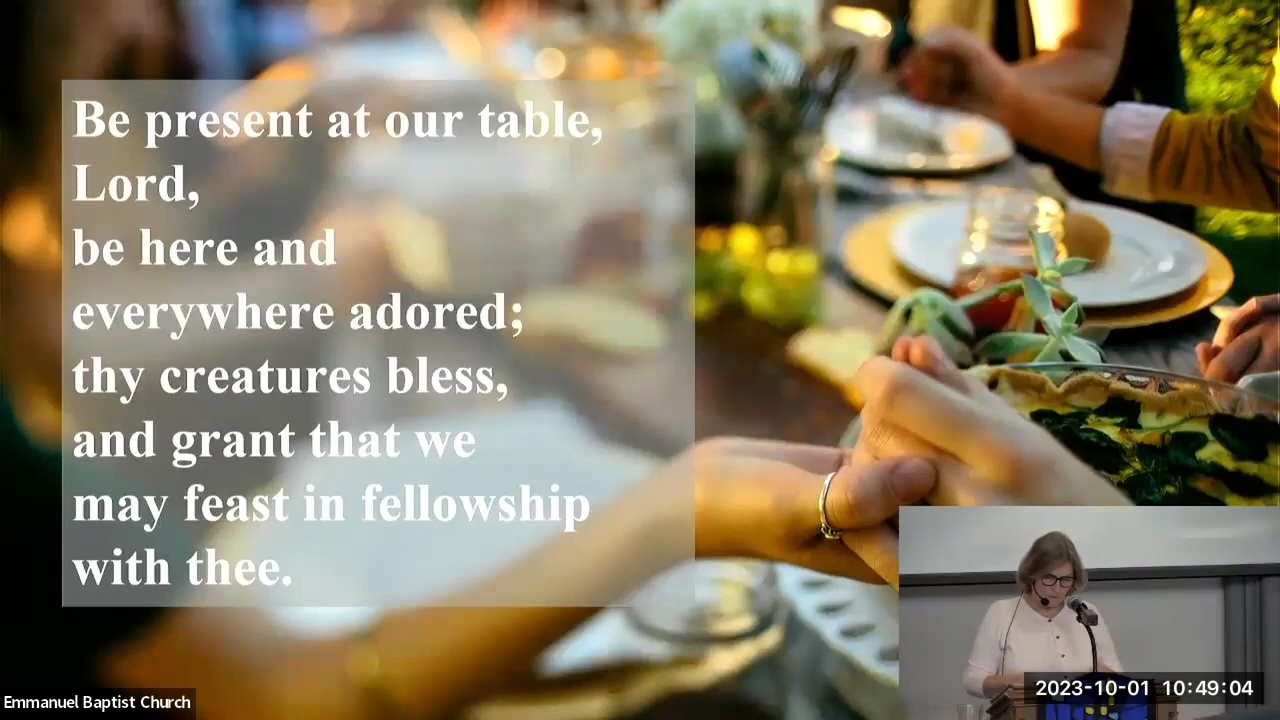 Be present at our table,
Lord,
be here and
everywhere adored;
thy creatures bless,
and grant that we
may feast in fellowship
with thee.
Emmanuel Baptist Church
2023-10-01 10:49:04